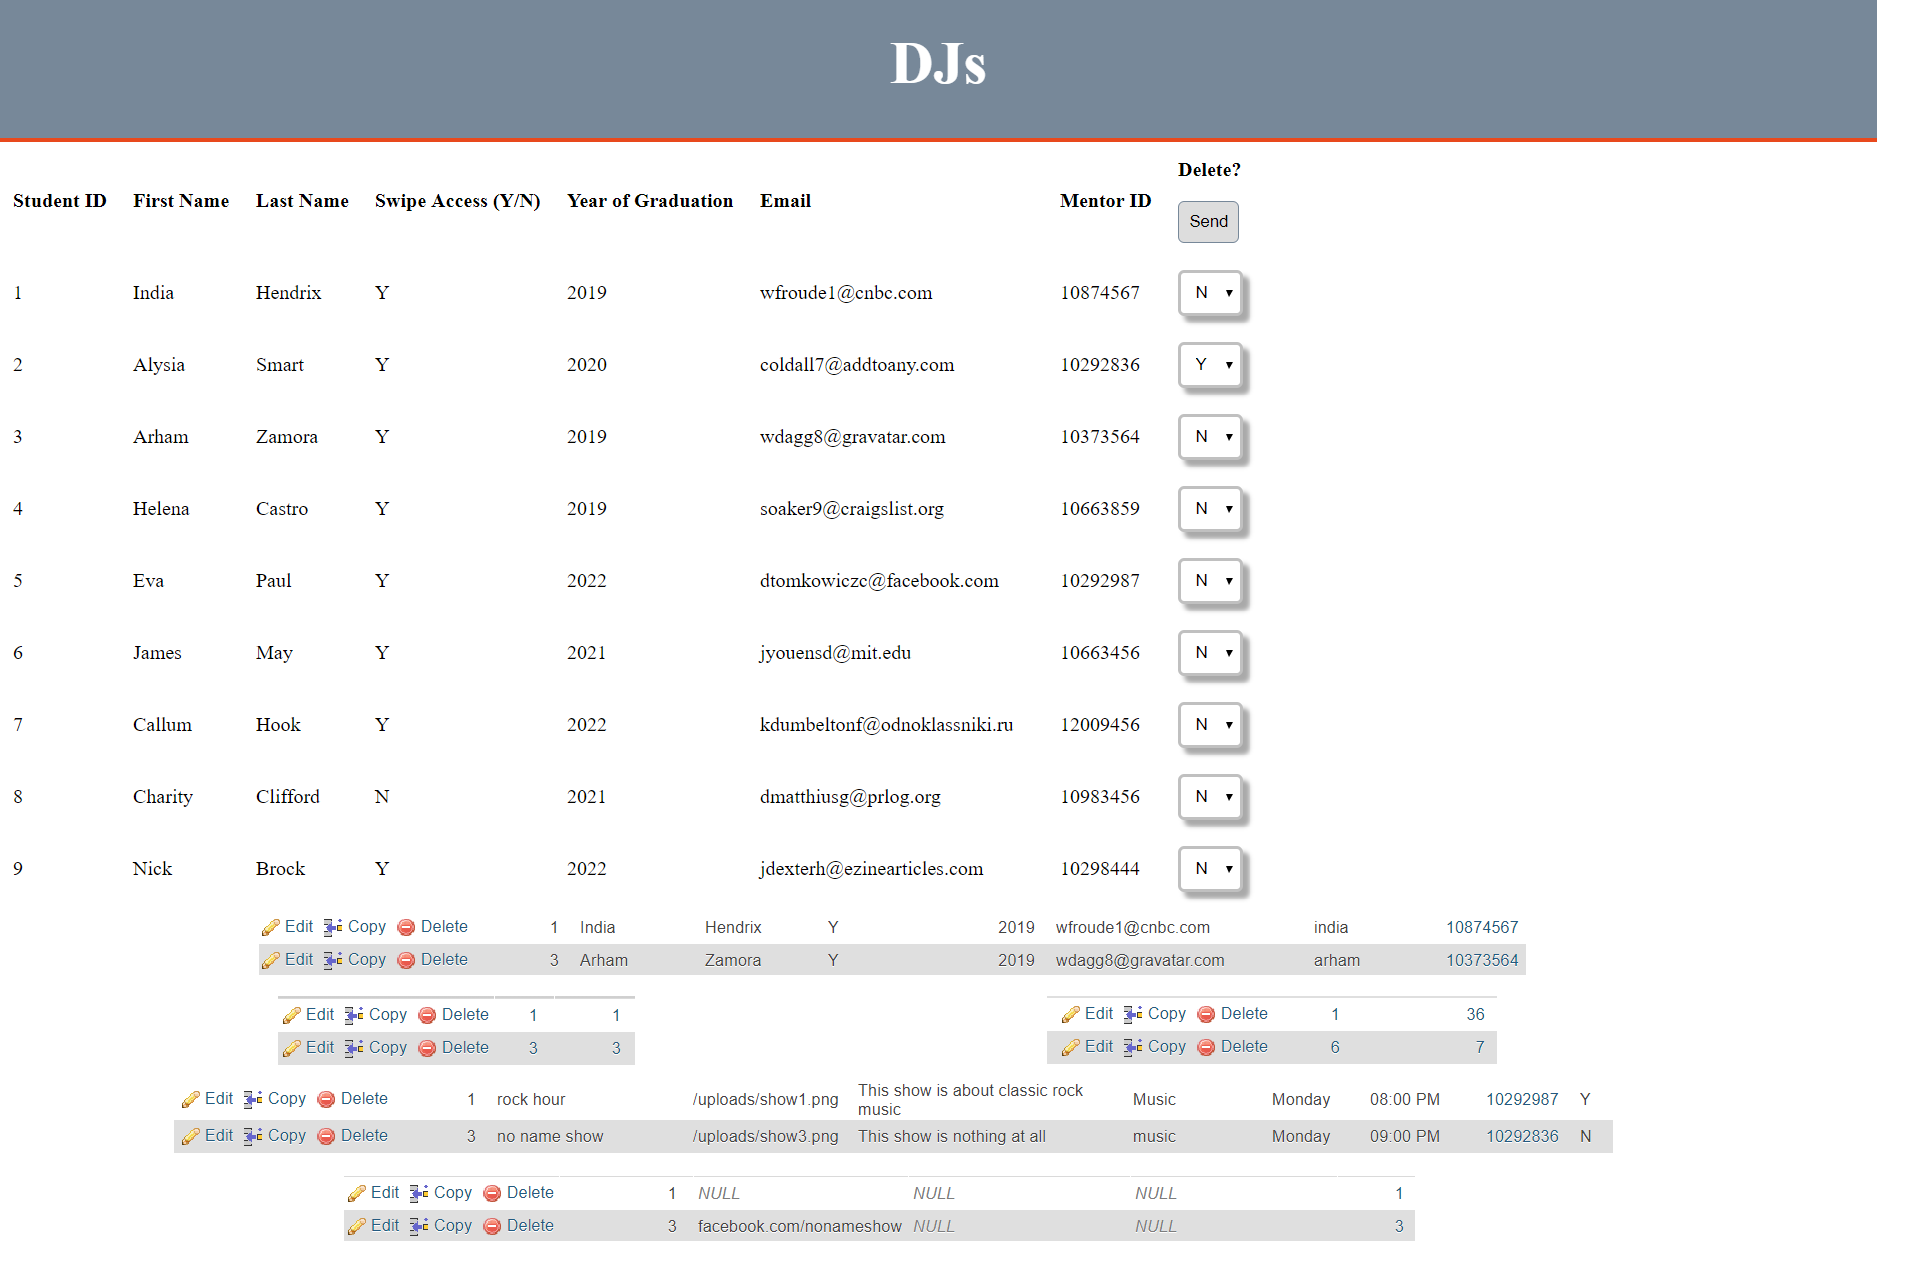 DJs
Delete?
Student ID First Name Last Name Swipe Access (Y/N) Year of Graduation Email Mentor ID
Send
1 India Hendrix Y 2019 wfroude1@cnbc.com 10874567 N
2 Alysia Smart Y 2020 coldall7@addtoany.com 10292836 Y
3 Arham Zamora Y 2019 wdagg8@gravatar.com 10373564 N
4 Helena Castro Y 2019 soaker9@craigslist.org 10663859 N
5 Eva Paul Y 2022 dtomkowiczc@facebook.com 10292987 N
6 James May Y 2021 jyouensd@mit.edu 10663456 N
7 Callum Hook Y 2022 kdumbeltonf@odnoklassniki.ru 12009456 N
8 Charity Clifford N 2021 dmatthiusg@prlog.org 10983456 N
9 Nick Brock Y 2022 jdexterh@ezinearticles.com 10298444 N
Edit Copy Delete 1 India Hendrix Y 2019 wfroude1@cnbc.com india 10874567
Edit Copy Delete 3 Arham Zamora Y 2019 wdagg8@gravatar.com arham 10373564
Edit Copy Delete 1 1
Edit Copy Delete 3 3
Edit Copy Delete 1 36
Edit Copy Delete 6 7
Edit Copy Delete 1 rock hour /uploads/show1.png This show is about classic rock
music
Music Monday 08:00 PM 10292987 Y
Edit Copy Delete 3 no name show /uploads/show3.png This show is nothing at all music Monday 09:00 PM 10292836 N
Edit Copy Delete 1 NULL NULL NULL 1
Edit Copy Delete 3 facebook.com/nonameshow NULL NULL 3